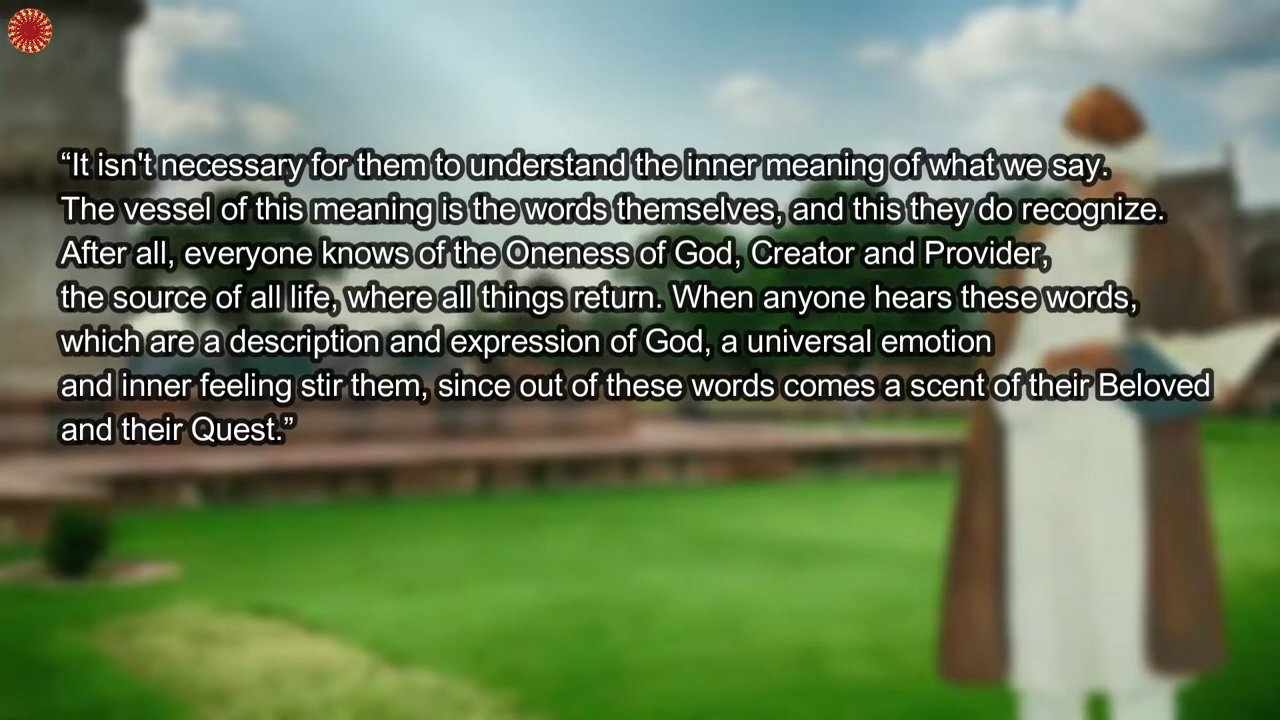 “It isn't necessary for them to understand the inner meaning of what we say.
The vessel of this meaning is the words themselves, and this they do recognize.
After all, everyone knows of the Oneness of God, Creator and Provider,
the source of all life, where all things return. When anyone hears these words,
which are a description and expression of God, a universal emotion
and inner feeling stir them, since out of these words comes a scent of their Beloved
and their Quest.”